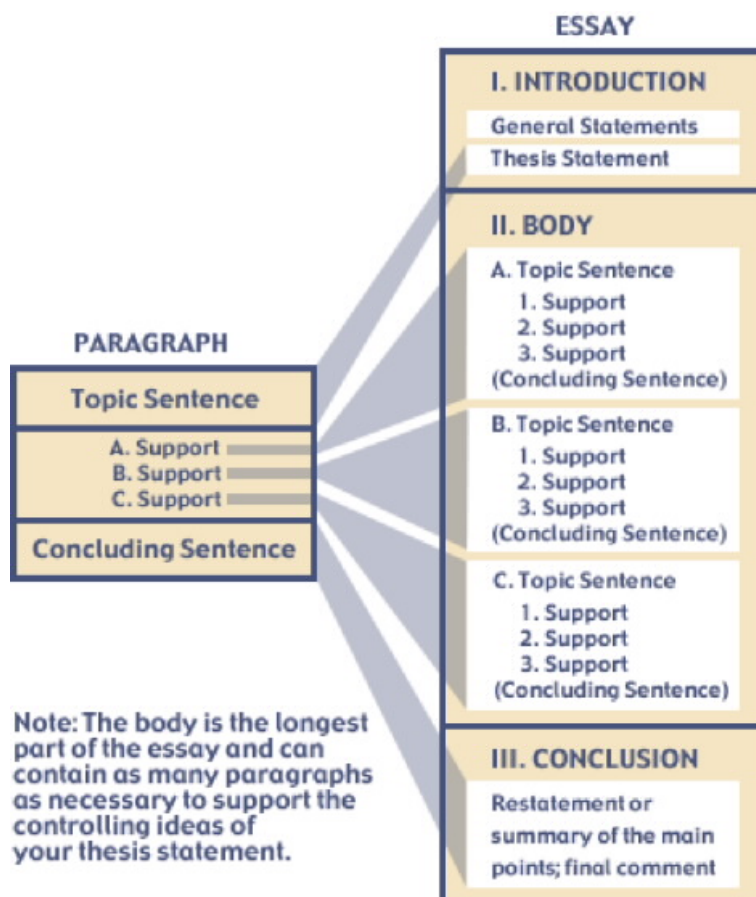 ESSAY
I. INTRODUCTION
General Statements
Thesis Statement
II. BODY
A. Topic Sentence
1. Support
2. Support
3. Support
(Concluding Sentence)
B. Topic Sentence
1. Support
2. Support
3. Support
(Concluding Sentence)
C. Topic Sentence
1. Support
2. Support
3. Support
(Concluding Sentence)
III. CONCLUSION
Restatement or
summary of the main
points; final comment
PARAGRAPH
Topic Sentence
A. Support
B. Support
C. Support
Concluding Sentence
Note: The body is the longest
part of the essay and can
contain as many paragraphs
as necessary to support the
controlling ideas of
your thesis statement.